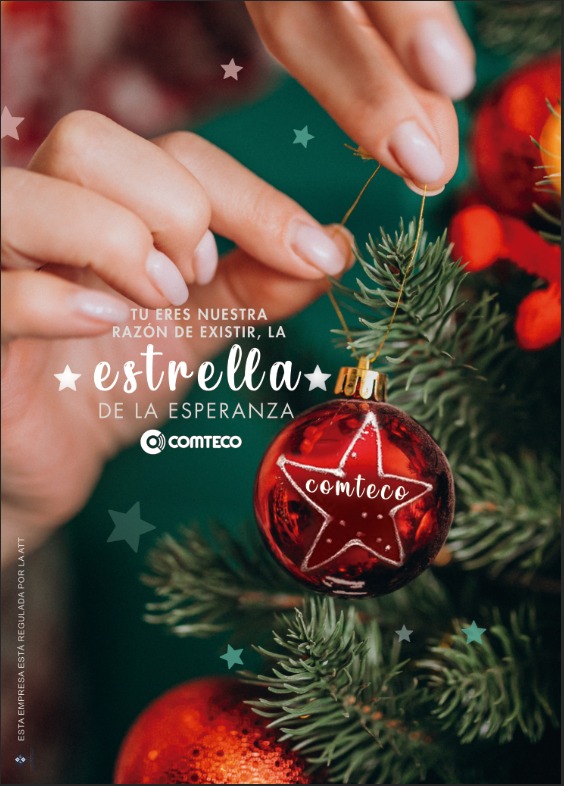 TU ERES NUESTRA
RAZÓN DE EXISTIR, LA
estrella
DE LA ESPERANZA
COMTECO
comteco
ESTA EMPRESA ESTÁ REGULADA POR LA ATT